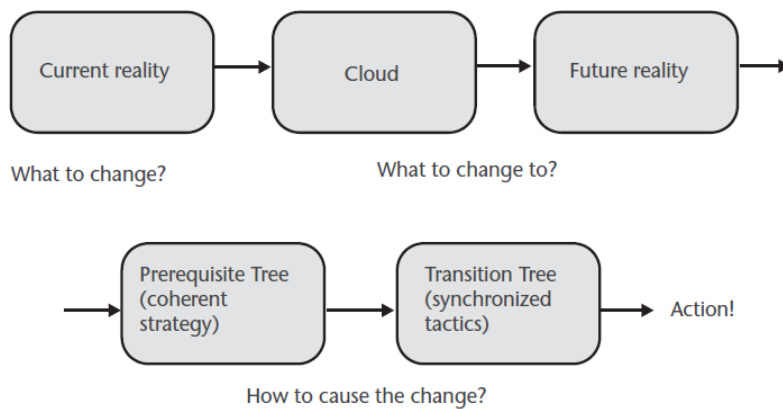 Current reality
Cloud
Future reality
What to change?
What to change to?
Prerequisite Tree
(coherent
strategy)
Transition Tree
(synchronized
tactics)
Action!
How to cause the change?